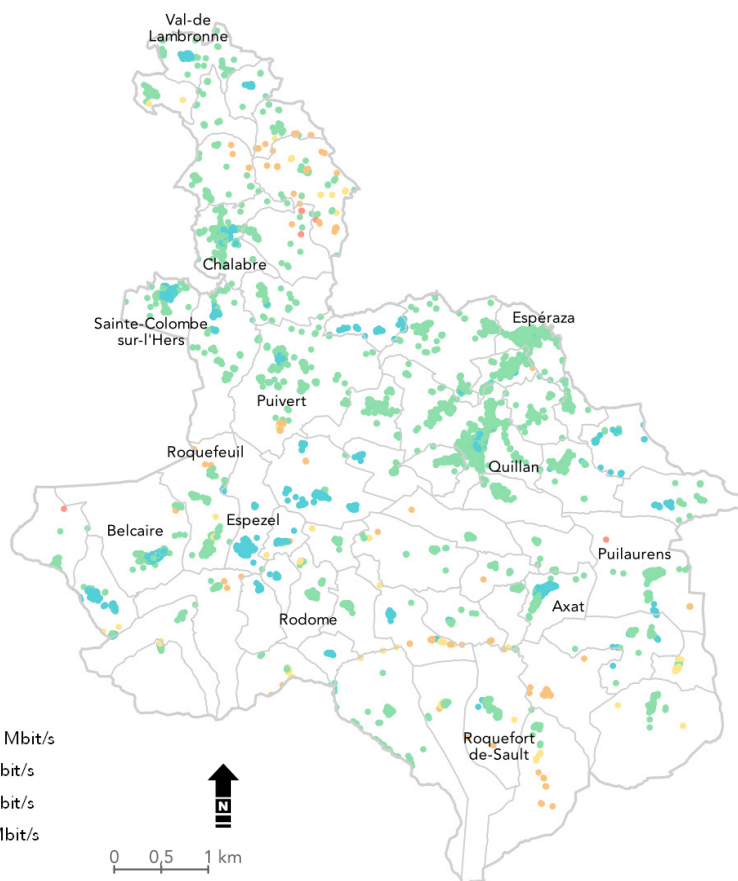 Val-de
Lambronne
Chalabre
Sainte-Colombe
sur-l'Hers
Espéraza
Puivert
Roquefeuil
Quillan
Belcaire
Espezel
Puilaurens
Axat
Rodome
Roquefort
de-Sault
Mbit/s
bit/s
bit/s
Mbit/s
N
0 0,5 1 km